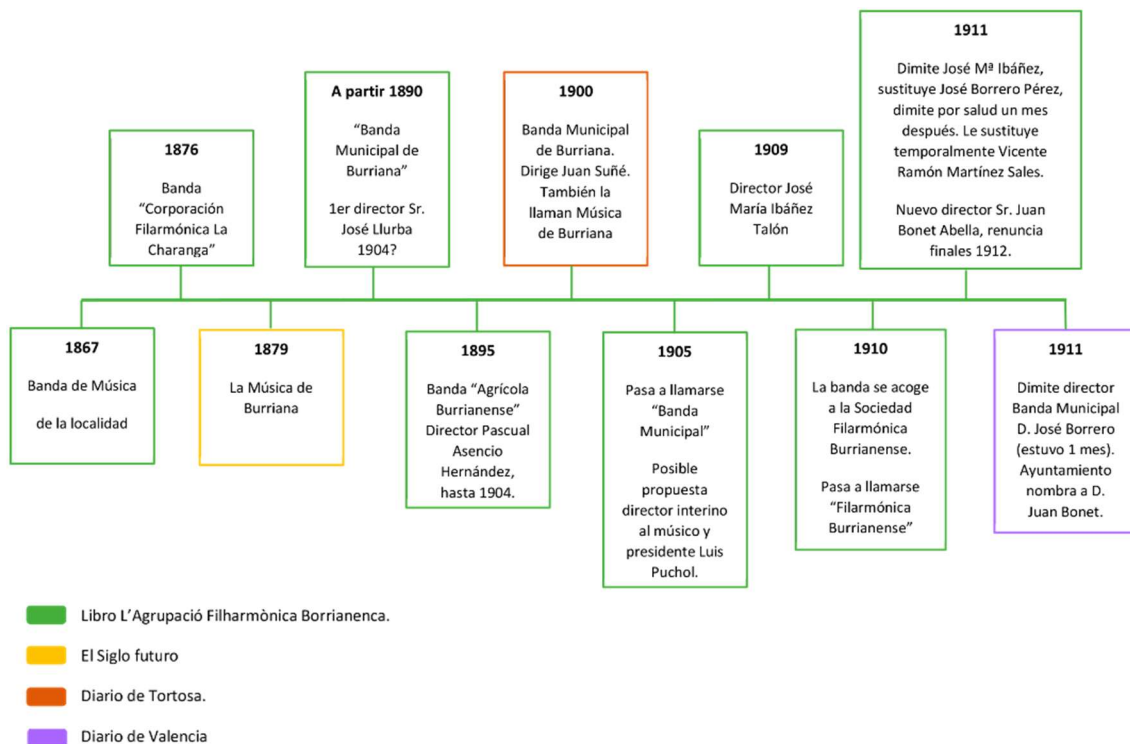 1876
Banda
“Corporación
Filarmónica La
Charanga”
A partir 1890
“Banda
Municipal de
Burriana”
1er director Sr.
José Llurba
1904?
1900
Banda Municipal
de Burriana.
Dirige Juan Suñé.
También la
llaman Música
de Burriana
1909
Director José
María Ibáñez
Talón
1911
Dimite José Mª Ibáñez,
sustituye José Borrero Pérez,
dimite por salud un mes
después. Le sustituye
temporalmente Vicente
Ramón Martínez Sales.
Nuevo director Sr. Juan
Bonet Abella, renuncia
finales 1912.
1867
Banda de Música
de la localidad
1879
La Música de
Burriana
1895
Banda “Agrícola
Burrianense”
Director Pascual
Asencio
Hernández,
hasta 1904.
1905
Pasa a llamarse
“Banda
Municipal”
Posible
propuesta
director interino
al músico y
presidente Luis
Puchol.
1910
La banda se acoge
a la Sociedad
Filarmónica
Burrianense.
Pasa a llamarse
“Filarmónica
Burrianense”
1911
Dimite director
Banda Municipal
D. José Borrero
(estuvo 1 mes).
Ayuntamiento
nombra a D.
Juan Bonet.
Libro L’Agrupació Filharmònica Borrianenca.
El Siglo futuro
Diario de Tortosa.
Diario de Valencia